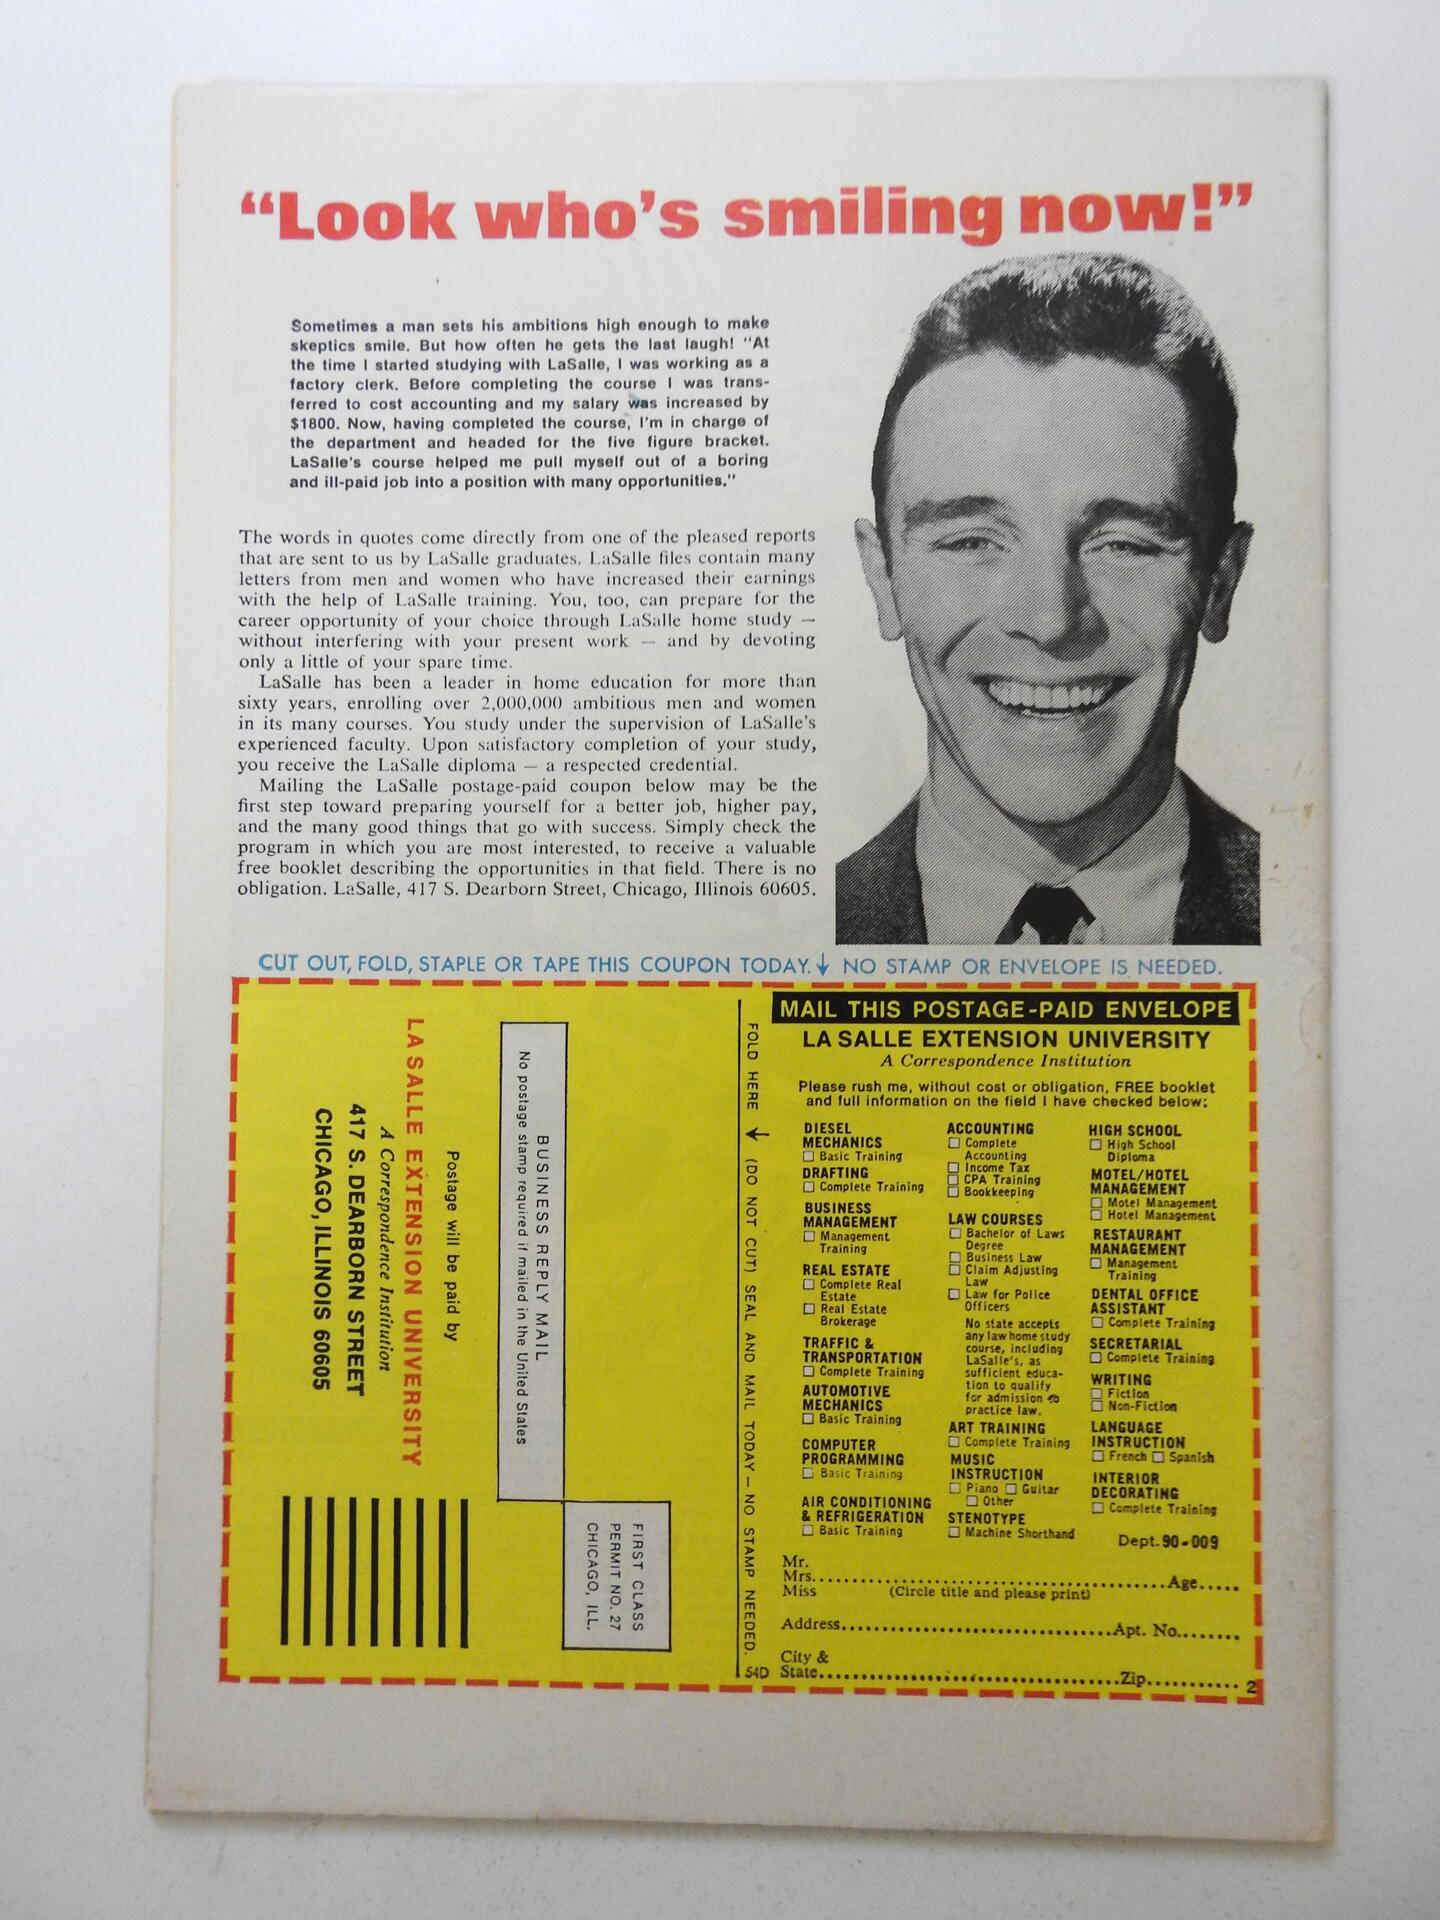 “Look who’s smiling now!”
Sometimes a man sets his ambitions high enough to make
skeptics smile. But how often he gets the last laugh! “At
the time I started studying with LaSalle, I was working as a
factory clerk. Before completing the course I was trans-
ferred to cost accounting and my salary was increased by
$1800. Now, having completed the course, I’m in charge of
the department and headed for the five figure bracket.
LaSalle’s course helped me pull myself out of a boring
and ill-paid job into a position with many opportunities.”
The words in quotes come directly from one of the pleased reports
that are sent to us by LaSalle graduates. LaSalle files contain many
letters from men and women who have increased their earnings
with the help of LaSalle training. You, too, can prepare for the
career opportunity of your choice through LaSalle home study —
without interfering with your present work — and by devoting
only a little of your spare time.
LaSalle has been a leader in home education for more than
sixty years, enrolling over 2,000,000 ambitious men and women
in its many courses. You study under the supervision of LaSalle’s
experienced faculty. Upon satisfactory completion of your study,
you receive the LaSalle diploma — a respected credential.
Mailing the LaSalle postage-paid coupon below may be the
first step toward preparing yourself for a better job, higher pay,
and the many good things that go with success. Simply check the
program in which you are most interested, to receive a valuable
free booklet describing the opportunities in that field. There is no
obligation. LaSalle, 417 S. Dearborn Street, Chicago, Illinois 60605.
CUT OUT, FOLD, STAPLE OR TAPE THIS COUPON TODAY.↓ NO STAMP OR ENVELOPE IS NEEDED.
FIRST CLASS
PERMIT NO. 27
CHICAGO, ILL.
BUSINESS REPLY MAIL
No postage stamp required if mailed in the United States
Postage will be paid by
LA SALLE EXTENSION UNIVERSITY
A Correspondence Institution
417 S. DEARBORN STREET
CHICAGO, ILLINOIS 60605
FOLD HERE ↓ (DO NOT CUT) SEAL AND MAIL TODAY — NO STAMP NEEDED.
54D
MAIL THIS POSTAGE-PAID ENVELOPE
LA SALLE EXTENSION UNIVERSITY
A Correspondence Institution
Please rush me, without cost or obligation, FREE booklet
and full information on the field I have checked below:
DIESEL
MECHANICS
☐ Basic Training
DRAFTING
☐ Complete Training
BUSINESS
MANAGEMENT
☐ Management
Training
REAL ESTATE
☐ Complete Real
Estate
☐ Real Estate
Brokerage
TRAFFIC &
TRANSPORTATION
☐ Complete Training
AUTOMOTIVE
MECHANICS
☐ Basic Training
COMPUTER
PROGRAMMING
☐ Basic Training
AIR CONDITIONING
& REFRIGERATION
☐ Basic Training
ACCOUNTING
☐ Complete
Accounting
☐ Income Tax
☐ CPA Training
☐ Bookkeeping
LAW COURSES
☐ Bachelor of Laws
Degree
☐ Business Law
☐ Claim Adjusting
Law
☐ Law for Police
Officers
No state accepts
any law home study
course, including
LaSalle’s, as
sufficient educa-
tion to qualify
for admission to
practice law.
ART TRAINING
☐ Complete Training
MUSIC
INSTRUCTION
☐ Piano ☐ Guitar
☐ Other
STENOTYPE
☐ Machine Shorthand
HIGH SCHOOL
☐ High School
Diploma
MOTEL/HOTEL
MANAGEMENT
☐ Motel Management
☐ Hotel Management
RESTAURANT
MANAGEMENT
☐ Management
Training
DENTAL OFFICE
ASSISTANT
☐ Complete Training
SECRETARIAL
☐ Complete Training
WRITING
☐ Fiction
☐ Non-Fiction
LANGUAGE
INSTRUCTION
☐ French ☐ Spanish
INTERIOR
DECORATING
☐ Complete Training
Dept. 90-009
Mr.
Mrs. Age
Miss (Circle title and please print)
Address Apt. No.
City &
State Zip
2